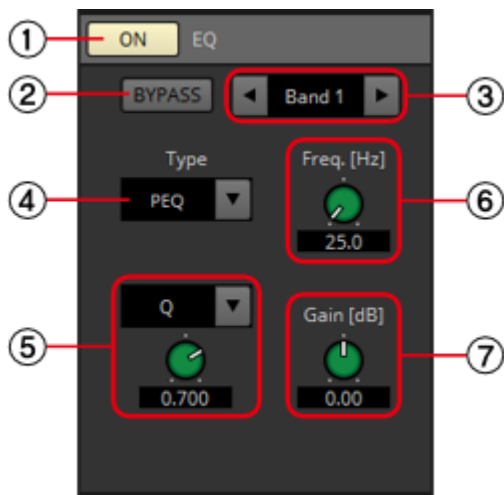 ① ON EQ
② BYPASS ◀ Band 1 ▶ ③
Type Freq. [Hz]
④ PEQ ▼ ⑥
25.0
Q ▼ Gain [dB]
⑤ ⑦
0.700 0.00